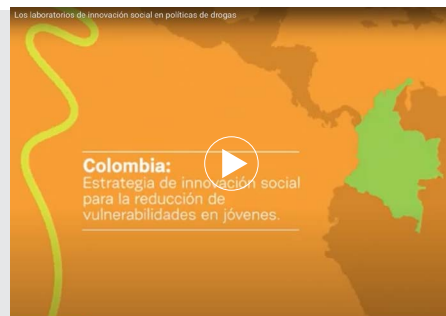 Los laboratorios de innovación social en políticas de drogas
Colombia:
Estrategia de innovación social
para la reducción de
vulnerabilidades en jóvenes.